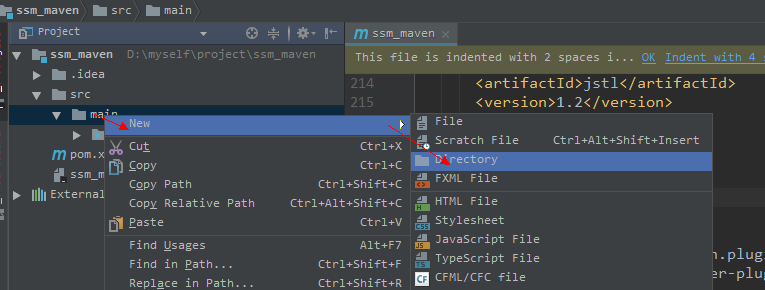 ssm_maven src main
Project
ssm_maven
ssm_maven D:\myself\project\ssm_maven
This file is indented with 2 spaces i... OK Indent with 4 s
.idea
214 <artifactId>jstl</artifactId>
src
215 <version>1.2</version>
main
New
File
Cut Ctrl+X
Scratch File Ctrl+Alt+Shift+Insert
pom.x
Copy Ctrl+C
Directory
ssm_m
Copy Path Ctrl+Shift+C
FXML File
External
Copy Relative Path Ctrl+Alt+Shift+C
HTML File
Paste Ctrl+V
Stylesheet
Find Usages Alt+F7
JavaScript File
n.plugi
Find in Path... Ctrl+Shift+F
TypeScript File
er-plug
Replace in Path... Ctrl+Shift+R
CFML/CFC file